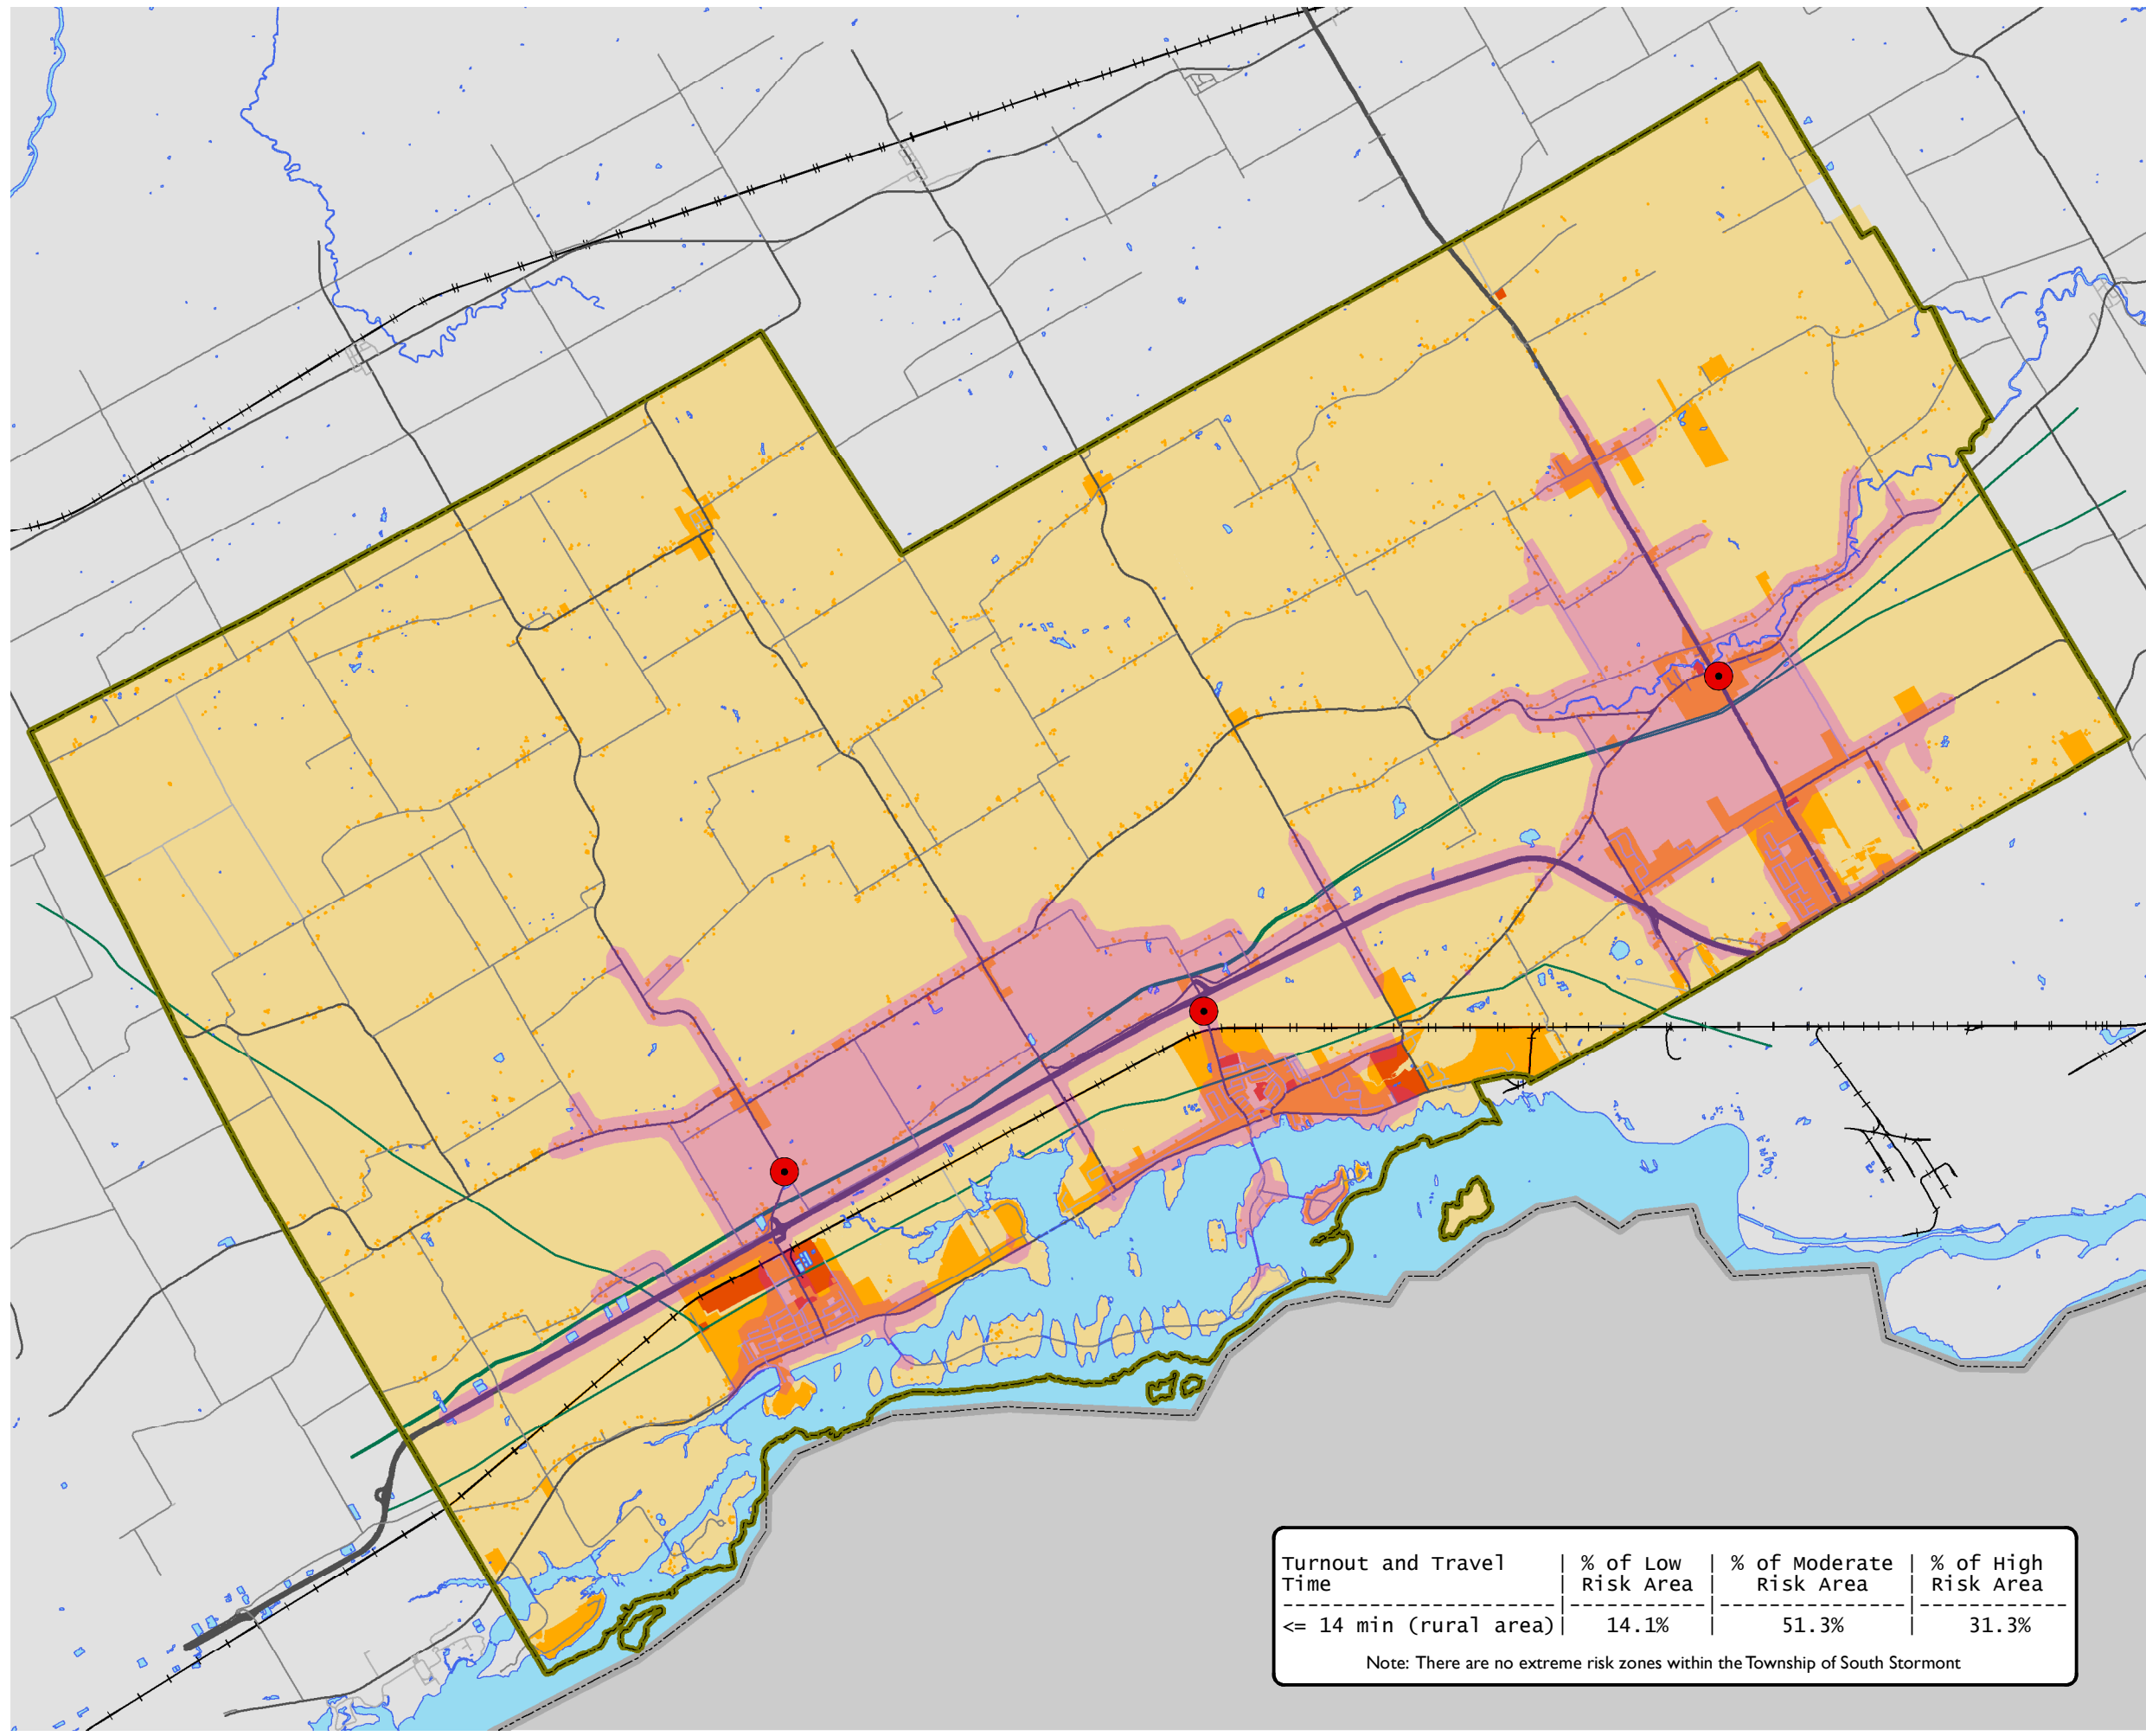 Turnout and Travel | % of Low | % of Moderate | % of High
Time | Risk Area | Risk Area | Risk Area
----------------------|-----------|---------------|------------
<= 14 min (rural area)| 14.1% | 51.3% | 31.3%
Note: There are no extreme risk zones within the Township of South Stormont